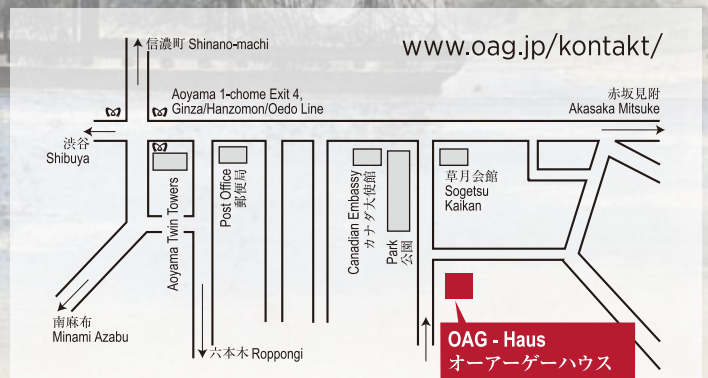 信濃町 Shinano-machi
www.oag.jp/kontakt/
Aoyama 1-chome Exit 4,
Ginza/Hanzomon/Oedo Line
赤坂見附
Akasaka Mitsuke
渋谷
Shibuya
Aoyama Twin Towers
Post Office
郵便局
Canadian Embassy
カナダ大使館
Park
公園
草月会館
Sogetsu
Kaikan
南麻布
Minami Azabu
六本木 Roppongi
OAG - Haus
オーアーゲーハウス